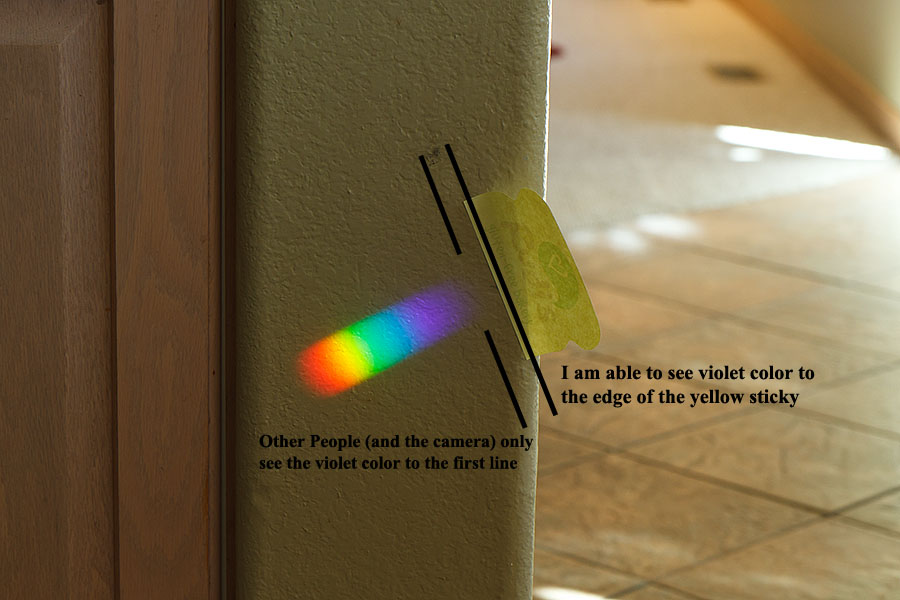 I am able to see violet color to
the edge of the yellow sticky
Other People (and the camera) only
see the violet color to the first line